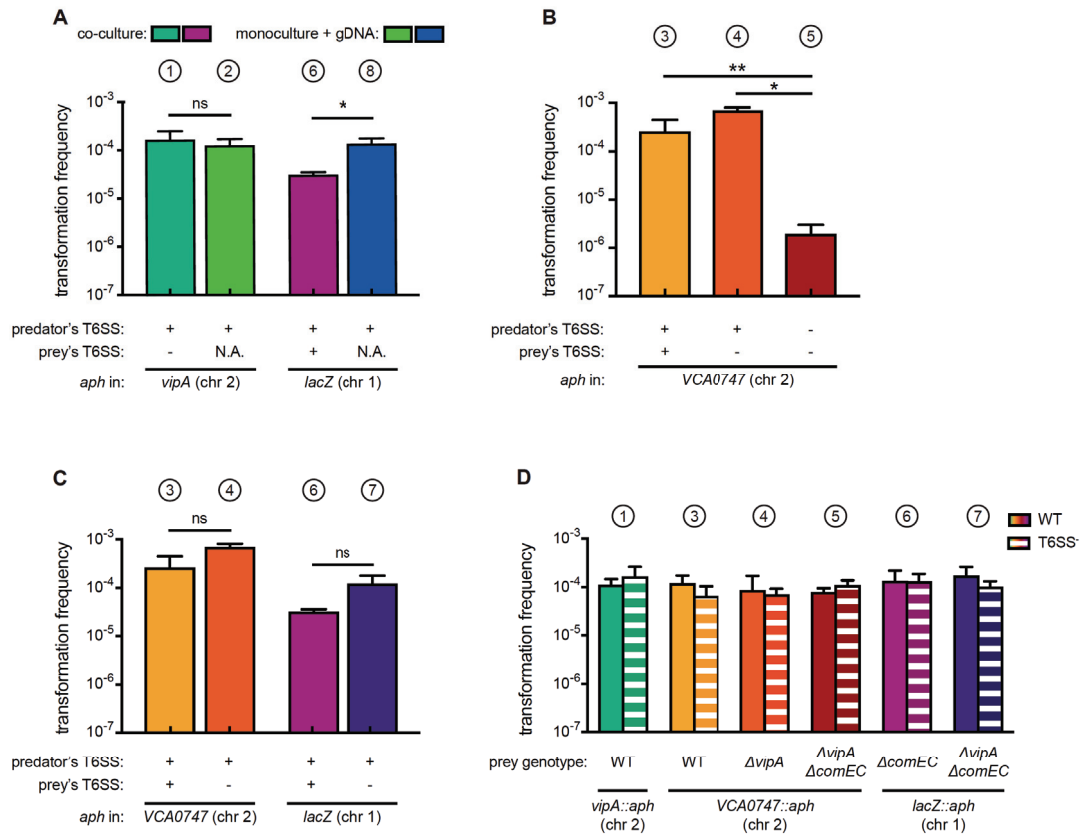 A
co-culture:
monoculture + gDNA:
1 2 6 8
ns *
transformation frequency
10-3
10-4
10-5
10-6
10-7
predator's T6SS: + + + +
prey's T6SS: - N.A. + N.A.
aph in: vipA (chr 2) lacZ (chr 1)
B
3 4 5
**
*
transformation frequency
10-3
10-4
10-5
10-6
10-7
predator's T6SS: + + -
prey's T6SS: + - -
aph in: VCA0747 (chr 2)
C
3 4 6 7
ns ns
transformation frequency
10-3
10-4
10-5
10-6
10-7
predator's T6SS: + + + +
prey's T6SS: + - + -
aph in: VCA0747 (chr 2) lacZ (chr 1)
D
1 3 4 5 6 7
WT
T6SS-
transformation frequency
10-3
10-4
10-5
10-6
10-7
prey genotype: WT WT ΔvipA ΔvipA ΔcomEC ΔcomEC ΔvipA ΔcomEC
vipA::aph VCA0747::aph lacZ::aph
(chr 2) (chr 2) (chr 1)